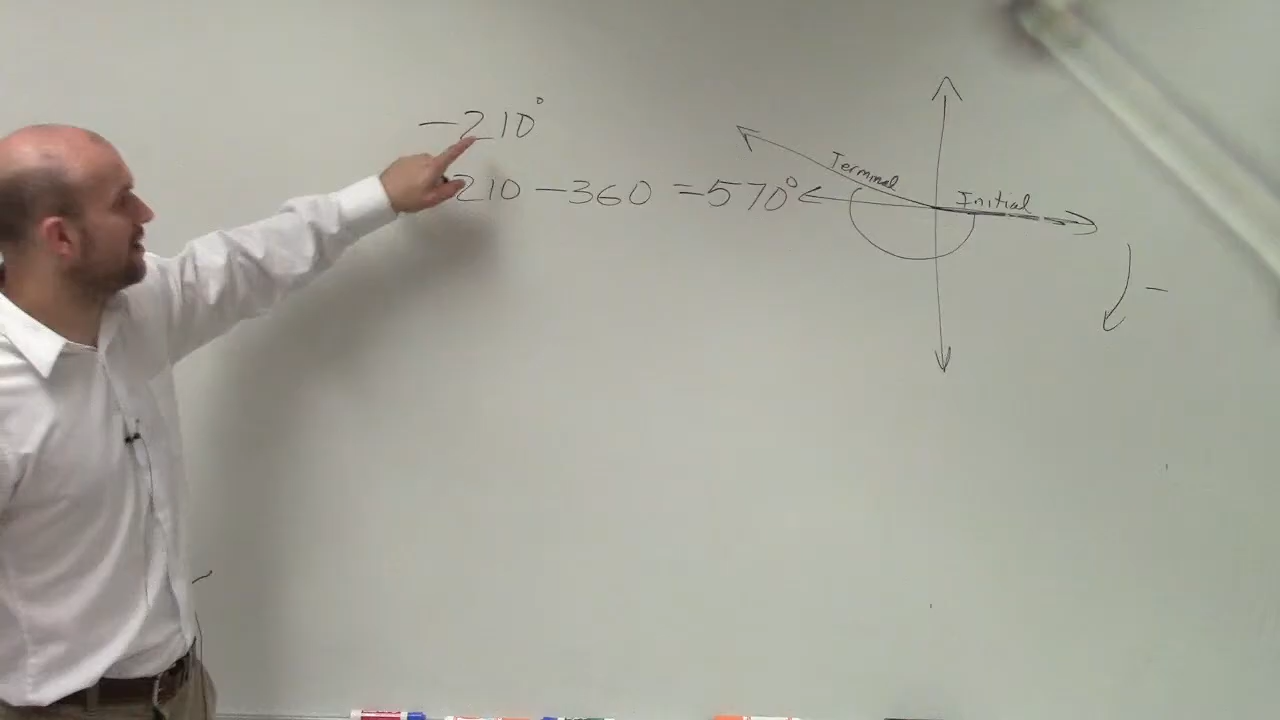 -210°
210 - 360 = 570°
Terminal
Initial
-